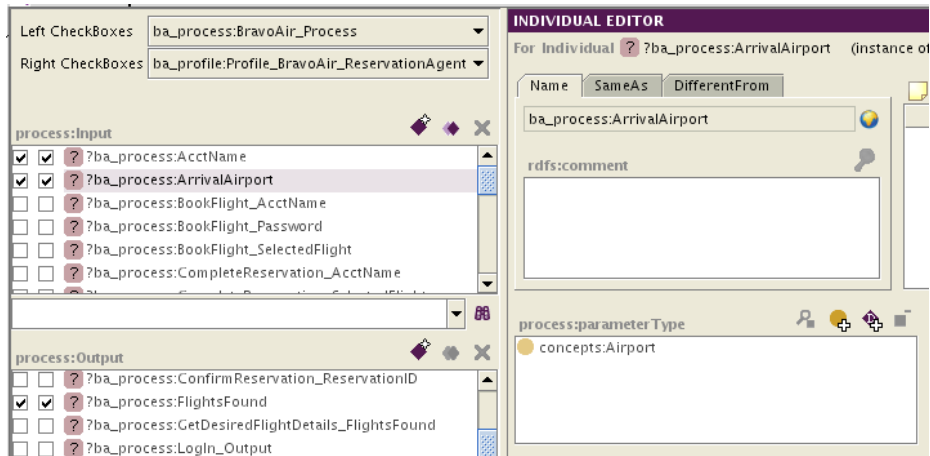 Left CheckBoxes ba_process:BravoAir_Process
Right CheckBoxes ba_profile:Profile_BravoAir_ReservationAgent
process:Input
?ba_process:AcctName
?ba_process:ArrivalAirport
?ba_process:BookFlight_AcctName
?ba_process:BookFlight_Password
?ba_process:BookFlight_SelectedFlight
?ba_process:CompleteReservation_AcctName
process:Output
?ba_process:ConfirmReservation_ReservationID
?ba_process:FlightsFound
?ba_process:GetDesiredFlightDetails_FlightsFound
?ba_process:LogIn_Output
INDIVIDUAL EDITOR
For Individual ? ?ba_process:ArrivalAirport (instance of
Name SameAs DifferentFrom
ba_process:ArrivalAirport
rdfs:comment
process:parameterType
concepts:Airport